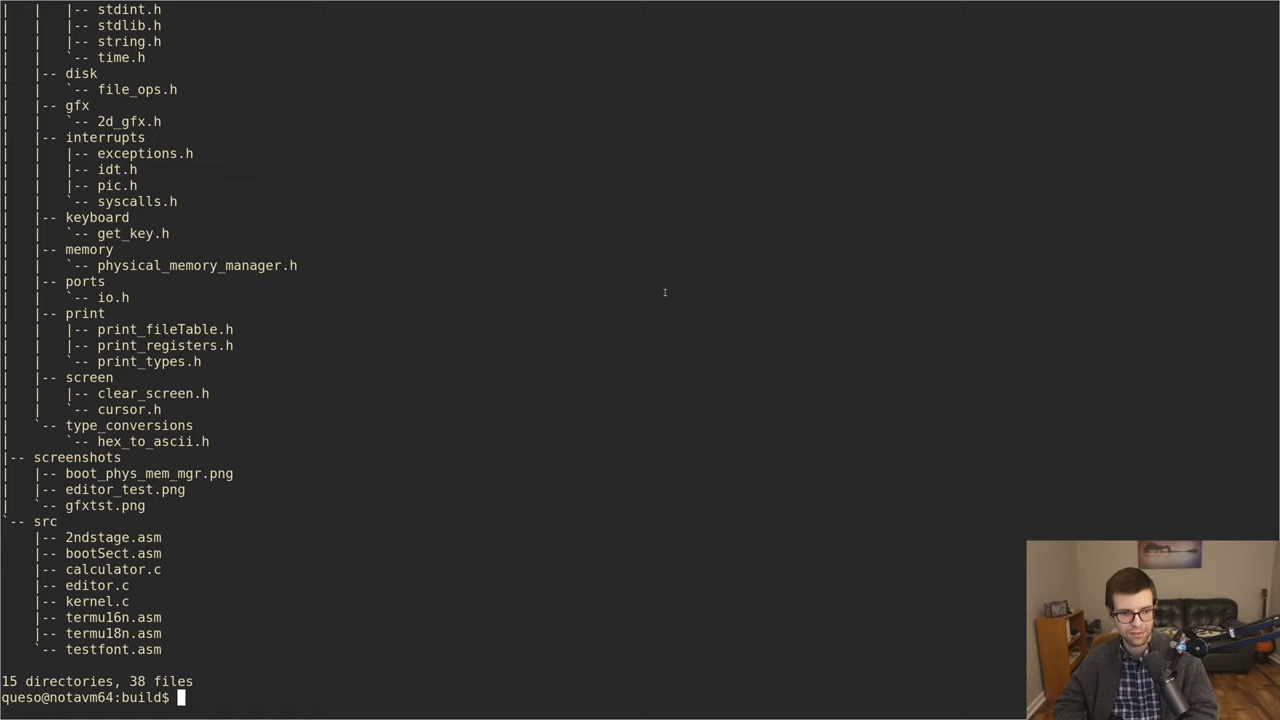 |   |   |-- stdint.h
|   |   |-- stdlib.h
|   |   |-- string.h
|   |   `-- time.h
|   |-- disk
|   |   `-- file_ops.h
|   |-- gfx
|   |   `-- 2d_gfx.h
|   |-- interrupts
|   |   |-- exceptions.h
|   |   |-- idt.h
|   |   |-- pic.h
|   |   `-- syscalls.h
|   |-- keyboard
|   |   `-- get_key.h
|   |-- memory
|   |   `-- physical_memory_manager.h
|   |-- ports
|   |   `-- io.h
|   |-- print
|   |   |-- print_fileTable.h
|   |   |-- print_registers.h
|   |   `-- print_types.h
|   |-- screen
|   |   |-- clear_screen.h
|   |   `-- cursor.h
|   `-- type_conversions
|       `-- hex_to_ascii.h
|-- screenshots
|   |-- boot_phys_mem_mgr.png
|   |-- editor_test.png
|   `-- gfxtst.png
`-- src
    |-- 2ndstage.asm
    |-- bootSect.asm
    |-- calculator.c
    |-- editor.c
    |-- kernel.c
    |-- termu16n.asm
    |-- termu18n.asm
    `-- testfont.asm
15 directories, 38 files
queso@notavm64:build$